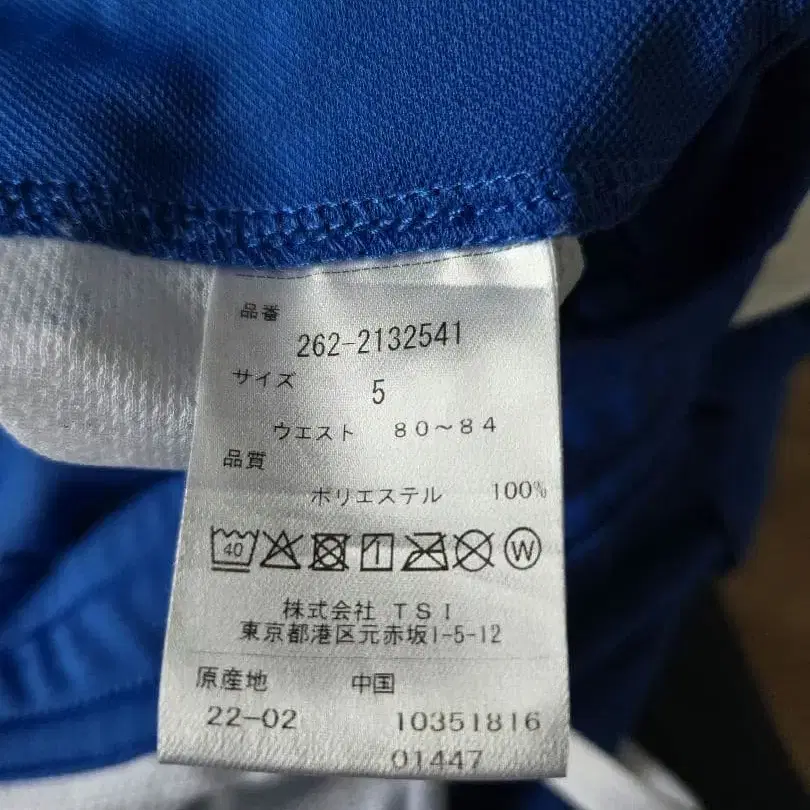 品番
262-2132541
サイズ
5
ウエスト 80～84
品質
ポリエステル 100%
40 W
株式会社 TSI
東京都港区元赤坂1-5-12
原産地 中国
22-02 10351816
01447